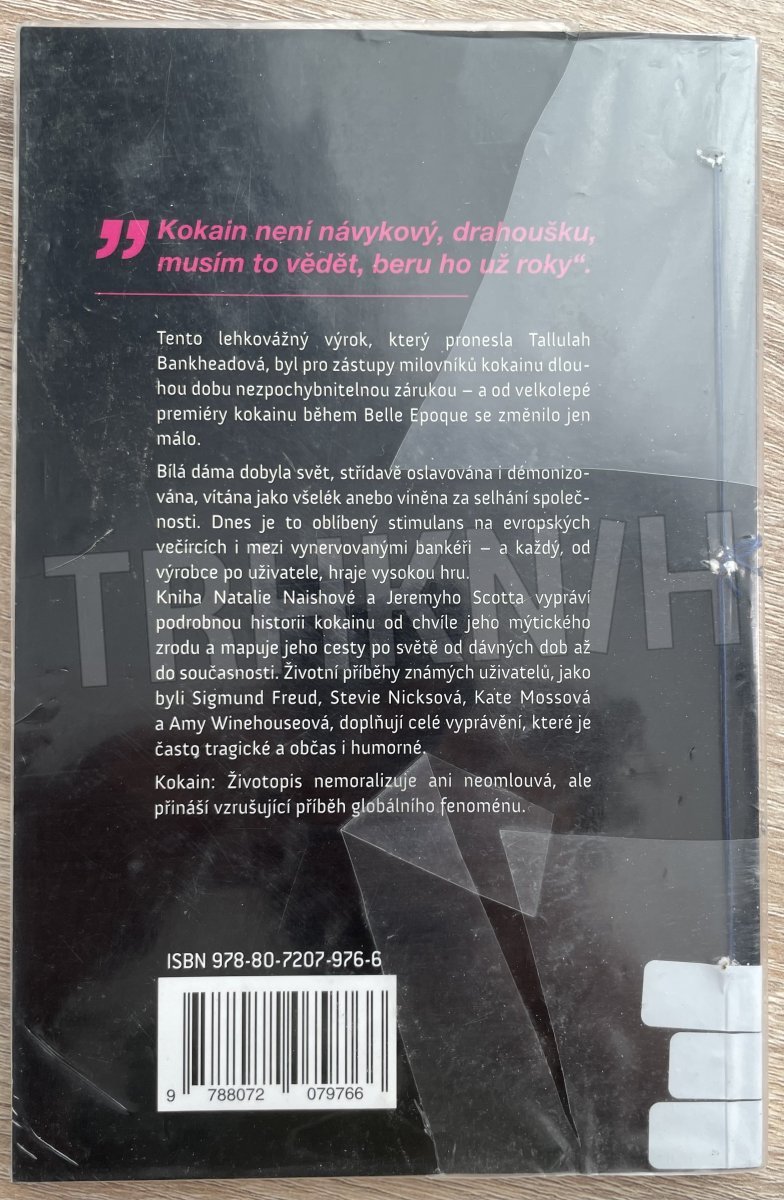 „Kokain není návykový, drahoušku,
musím to vědět, beru ho už roky“.
Tento lehkovážný výrok, který pronesla Tallulah
Bankheadová, byl pro zástupy milovníků kokainu dlou-
hou dobu nezpochybnitelnou zárukou – a od velkolepé
premiéry kokainu během Belle Epoque se změnilo jen
málo.
Bílá dáma dobyla svět, střídavě oslavována i démonizo-
vána, vítána jako všelék anebo viněna za selhání společ-
nosti. Dnes je to oblíbený stimulans na evropských
večírcích i mezi vynervovanými bankéři – a každý, od
výrobce po uživatele, hraje vysokou hru.
Kniha Natalie Naishové a Jeremyho Scotta vypráví
podrobnou historii kokainu od chvíle jeho mýtického
zrodu a mapuje jeho cesty po světě od dávných dob až
do současnosti. Životní příběhy známých uživatelů, jako
byli Sigmund Freud, Stevie Nicksová, Kate Mossová
a Amy Winehouseová, doplňují celé vyprávění, které je
často tragické a občas i humorné.
Kokain: Životopis nemoralizuje ani neomlouvá, ale
přináší vzrušující příběh globálního fenoménu.
ISBN 978-80-7207-976-6
9 788072 079766